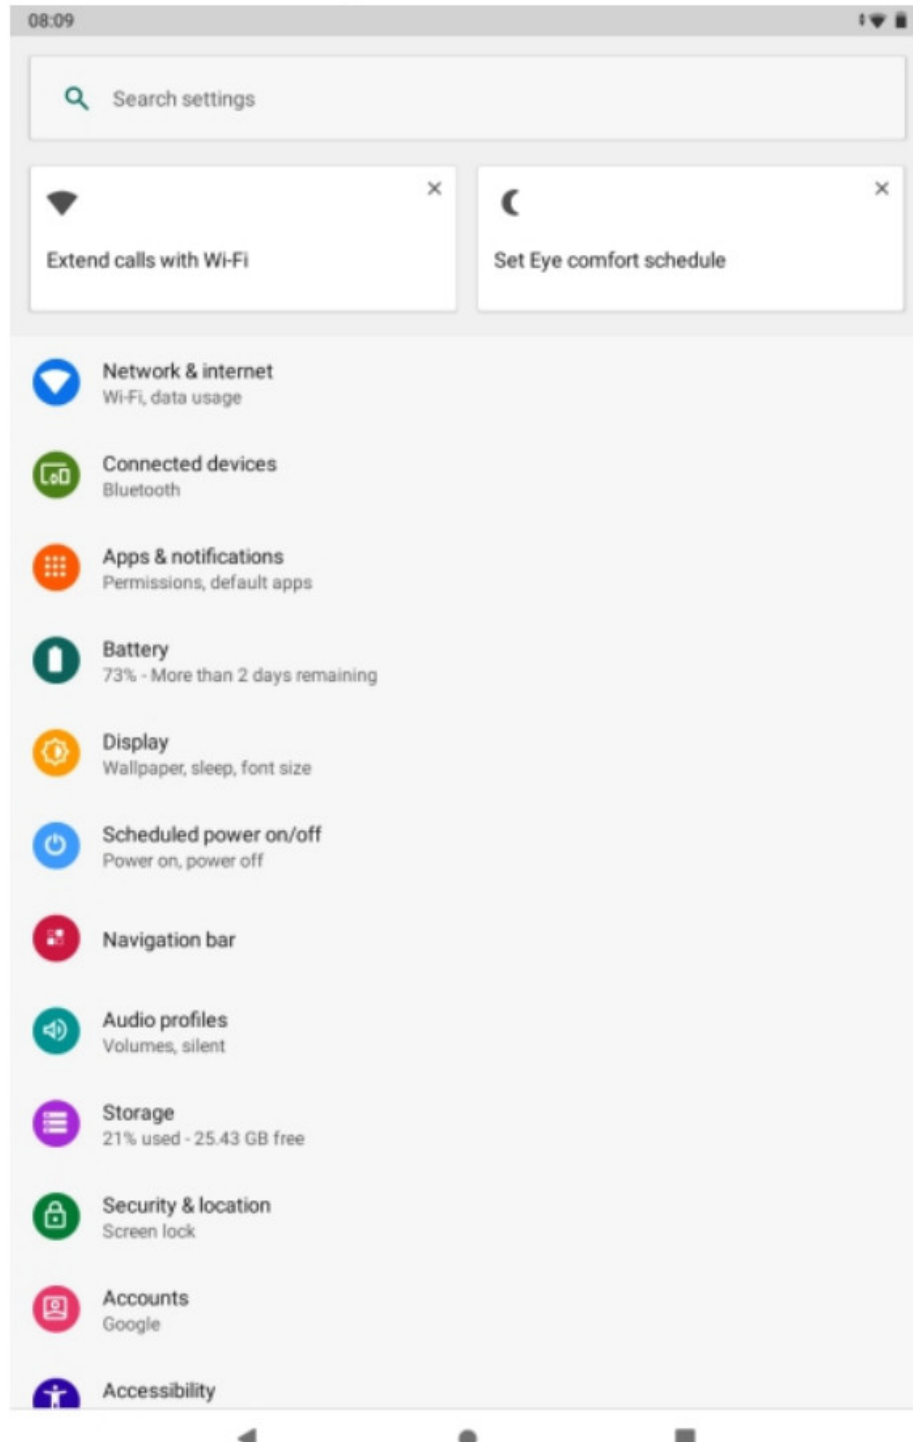 08:09
Search settings
Extend calls with Wi-Fi
Set Eye comfort schedule
Network & internet
Wi-Fi, data usage
Connected devices
Bluetooth
Apps & notifications
Permissions, default apps
Battery
73% - More than 2 days remaining
Display
Wallpaper, sleep, font size
Scheduled power on/off
Power on, power off
Navigation bar
Audio profiles
Volumes, silent
Storage
21% used - 25.43 GB free
Security & location
Screen lock
Accounts
Google
Accessibility